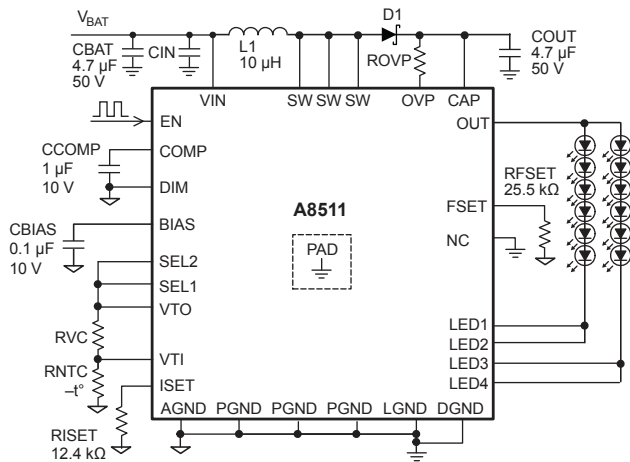 VBAT
D1
CBAT
4.7 µF
50 V
CIN
L1
10 µH
ROVP
COUT
4.7 µF
50 V
VIN
SW
SW
SW
OVP
CAP
EN
OUT
CCOMP
1 µF
10 V
COMP
DIM
RFSET
25.5 kΩ
A8511
FSET
CBIAS
0.1 µF
10 V
BIAS
PAD
NC
SEL2
SEL1
VTO
RVC
LED1
LED2
RNTC
–t°
VTI
LED3
ISET
LED4
RISET
12.4 kΩ
AGND
PGND
PGND
PGND
LGND
DGND